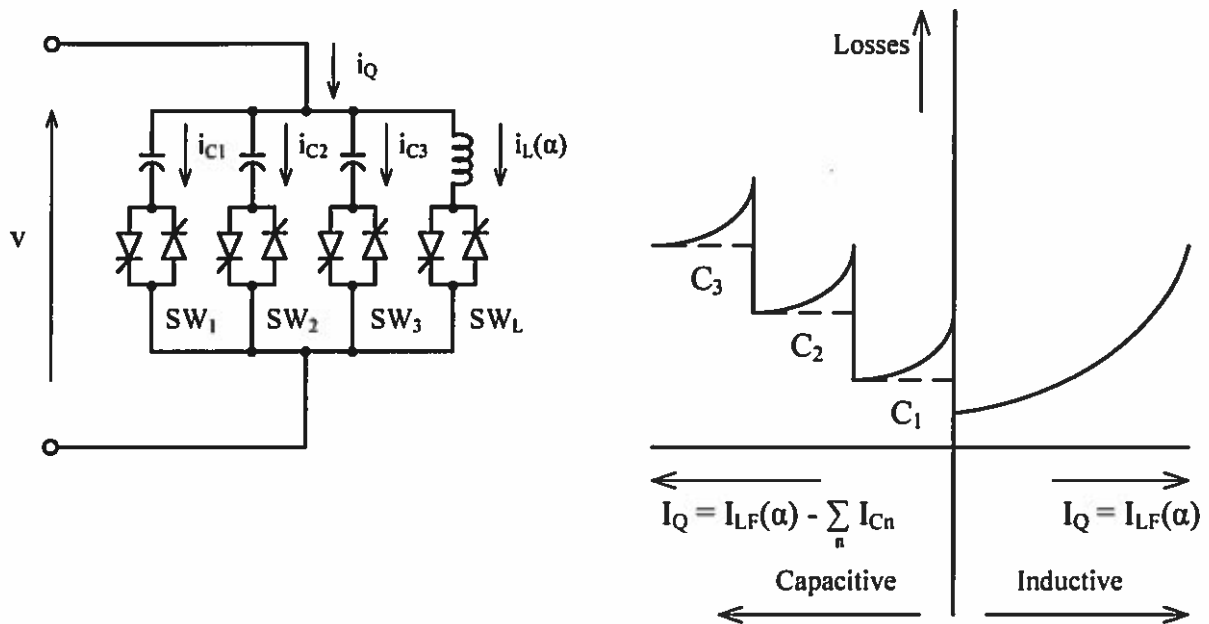 i_Q
i_C1 i_C2 i_C3 i_L(α)
v
SW_1 SW_2 SW_3 SW_L
Losses
C_3
C_2
C_1
I_Q = I_LF(α) - ∑_n I_Cn
I_Q = I_LF(α)
Capacitive
Inductive